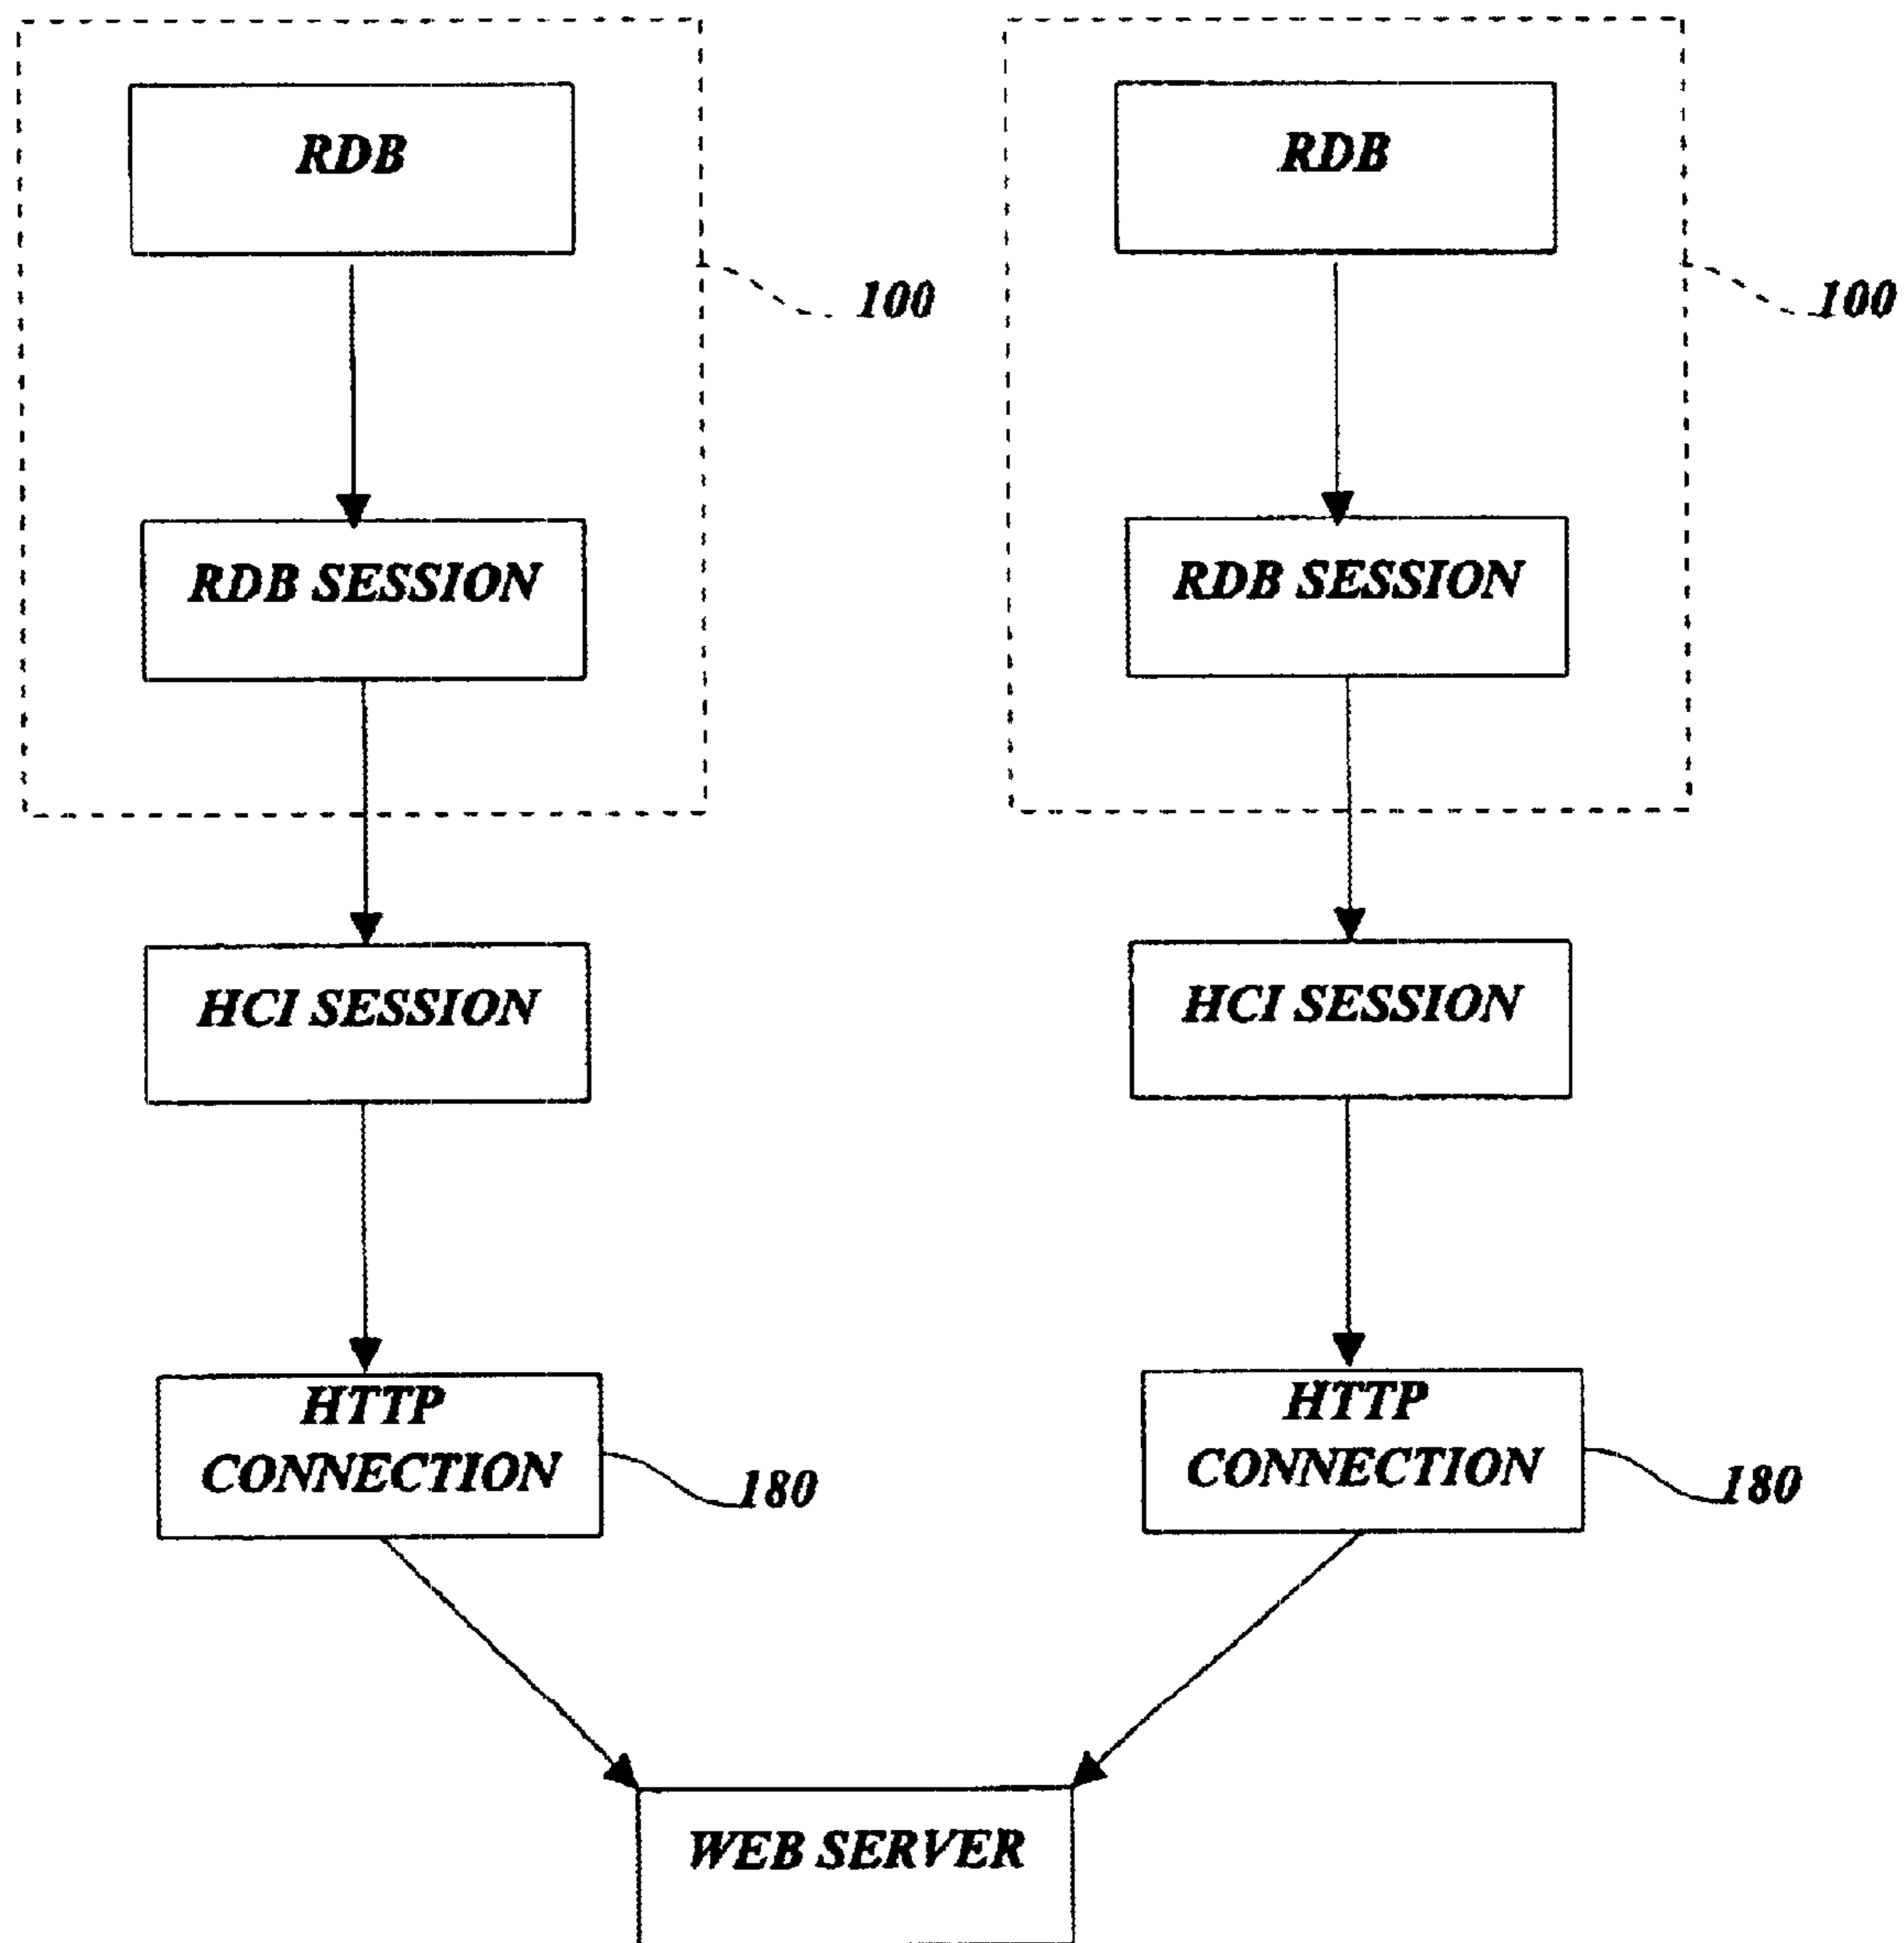 RDB
RDB
100
100
RDB SESSION
RDB SESSION
HCI SESSION
HCI SESSION
HTTP
CONNECTION
HTTP
CONNECTION
180
180
WEB SERVER